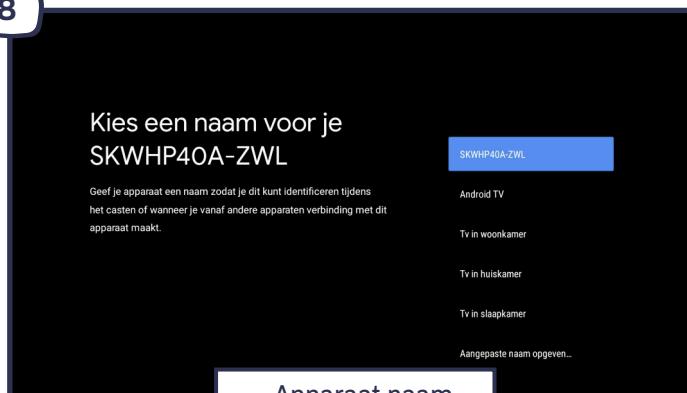 8
Kies een naam voor je
SKWHP40A-ZWL
Geef je apparaat een naam zodat je dit kunt identificeren tijdens
het casten of wanneer je vanaf andere apparaten verbinding met dit
apparaat maakt.
SKWHP40A-ZWL
Android TV
Tv in woonkamer
Tv in huiskamer
Tv in slaapkamer
Aangepaste naam opgeven...
Apparaat naam